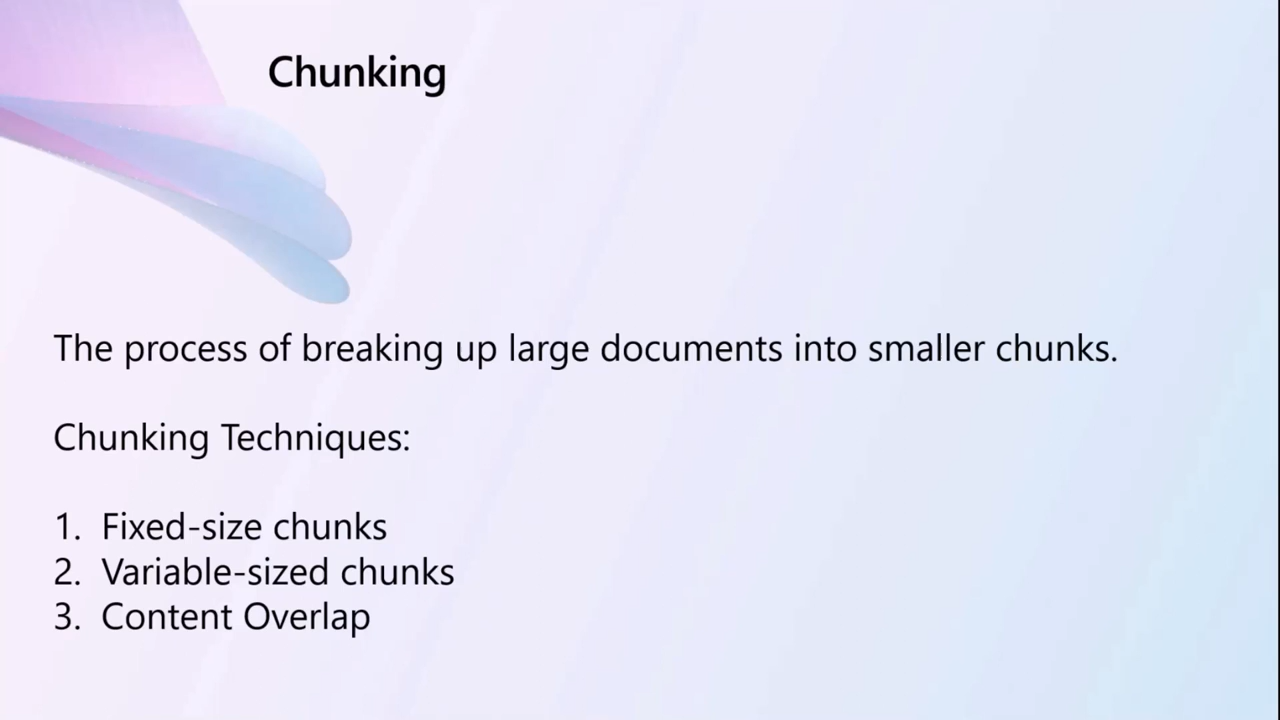 Chunking
The process of breaking up large documents into smaller chunks.
Chunking Techniques:
1. Fixed-size chunks
2. Variable-sized chunks
3. Content Overlap